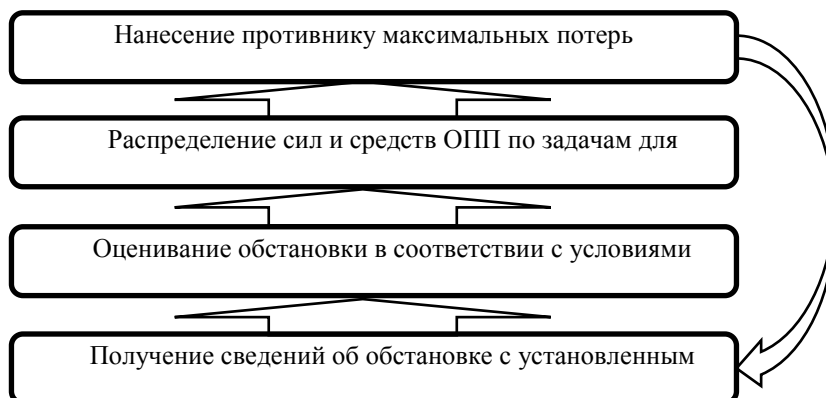 Нанесение противнику максимальных потерь
Распределение сил и средств ОПП по задачам для
Оценивание обстановки в соответствии с условиями
Получение сведений об обстановке с установленным